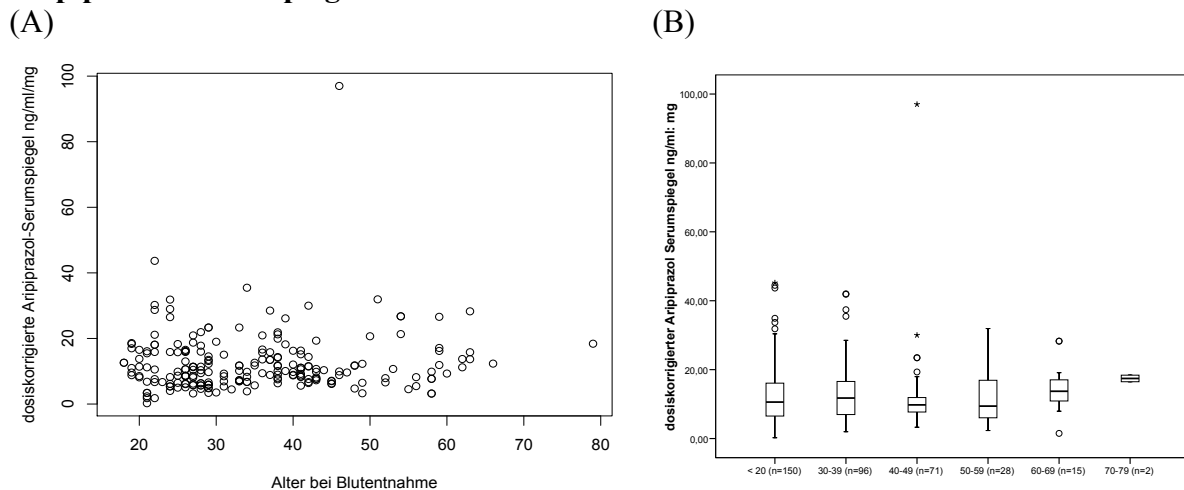 (A)
(B)
dosiskorrigierte Aripiprazol-Serumspiegel ng/ml/mg
100
80
60
40
20
0
20 30 40 50 60 70 80
Alter bei Blutentnahme
dosiskorrigierter Aripiprazol Serumspiegel ng/ml: mg
100,00
80,00
60,00
40,00
20,00
0,00
< 20 (n=150) 30-39 (n=96) 40-49 (n=71) 50-59 (n=28) 60-69 (n=15) 70-79 (n=2)